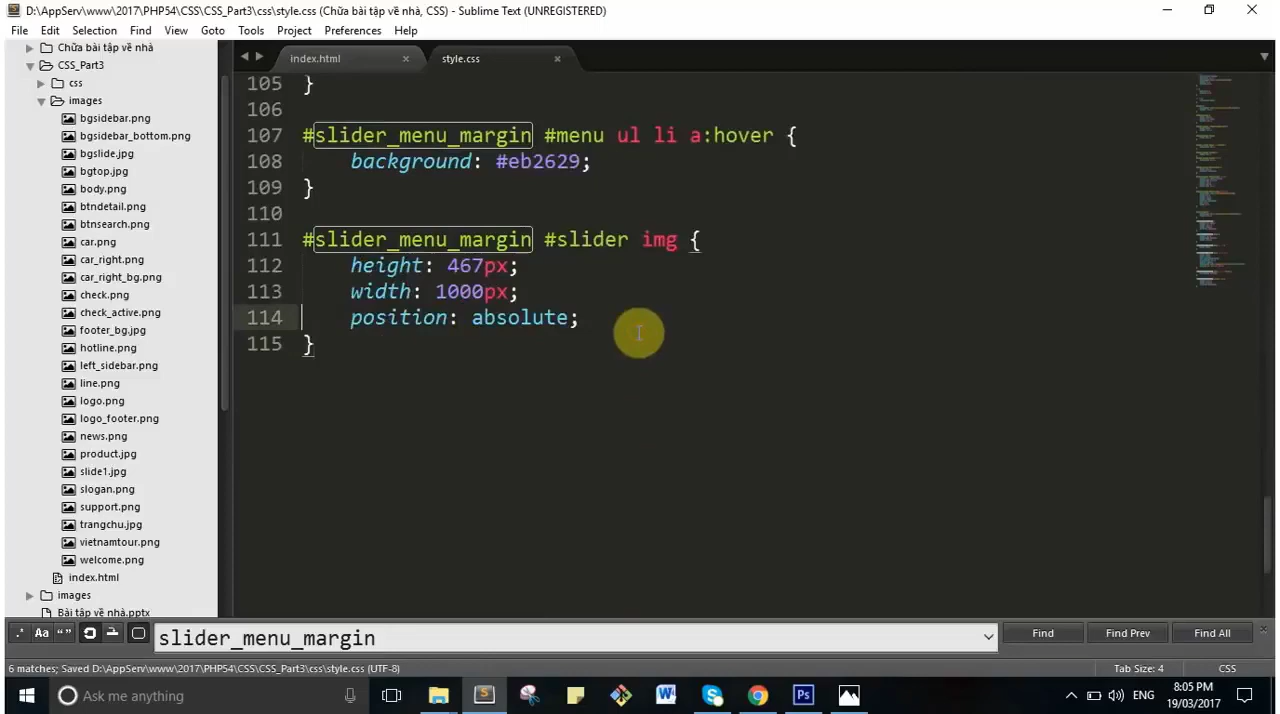 D:\AppServ\www\2017\PHP54\CSS\CSS_Part3\css\style.css (Chữa bài tập về nhà, CSS) - Sublime Text (UNREGISTERED)
File Edit Selection Find View Goto Tools Project Preferences Help
Chữa bài tập về nhà
CSS_Part3
css
images
bgsidebar.png
bgsidebar_bottom.png
bgslide.jpg
bgtop.jpg
body.png
btndetail.png
btnsearch.png
car.png
car_right.png
car_right_bg.png
check.png
check_active.png
footer_bg.jpg
hotline.png
left_sidebar.png
line.png
logo.png
logo_footer.png
news.png
product.jpg
slide1.jpg
slogan.png
support.png
trangchu.jpg
vietnamtour.png
welcome.png
index.html
images
Bài tập về nhà.pptx
index.html
style.css
105 }
106
107 #slider_menu_margin #menu ul li a:hover {
108 background: #eb2629;
109 }
110
111 #slider_menu_margin #slider img {
112 height: 467px;
113 width: 1000px;
114 position: absolute;
115 }
.* Aa “”
slider_menu_margin
Find
Find Prev
Find All
6 matches; Saved D:\AppServ\www\2017\PHP54\CSS\CSS_Part3\css\style.css (UTF-8)
Tab Size: 4
CSS
Ask me anything
ENG
8:05 PM
19/03/2017